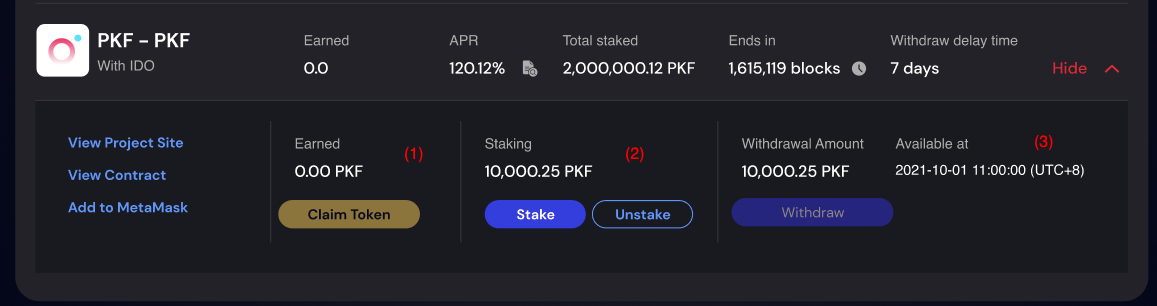 PKF - PKF
With IDO
Earned
0.0
APR
120.12%
Total staked
2,000,000.12 PKF
Ends in
1,615,119 blocks
Withdraw delay time
7 days
Hide
View Project Site
View Contract
Add to MetaMask
Earned
(1)
0.00 PKF
Claim Token
Staking
(2)
10,000.25 PKF
Stake
Unstake
Withdrawal Amount
10,000.25 PKF
Available at
(3)
2021-10-01 11:00:00 (UTC+8)
Withdraw